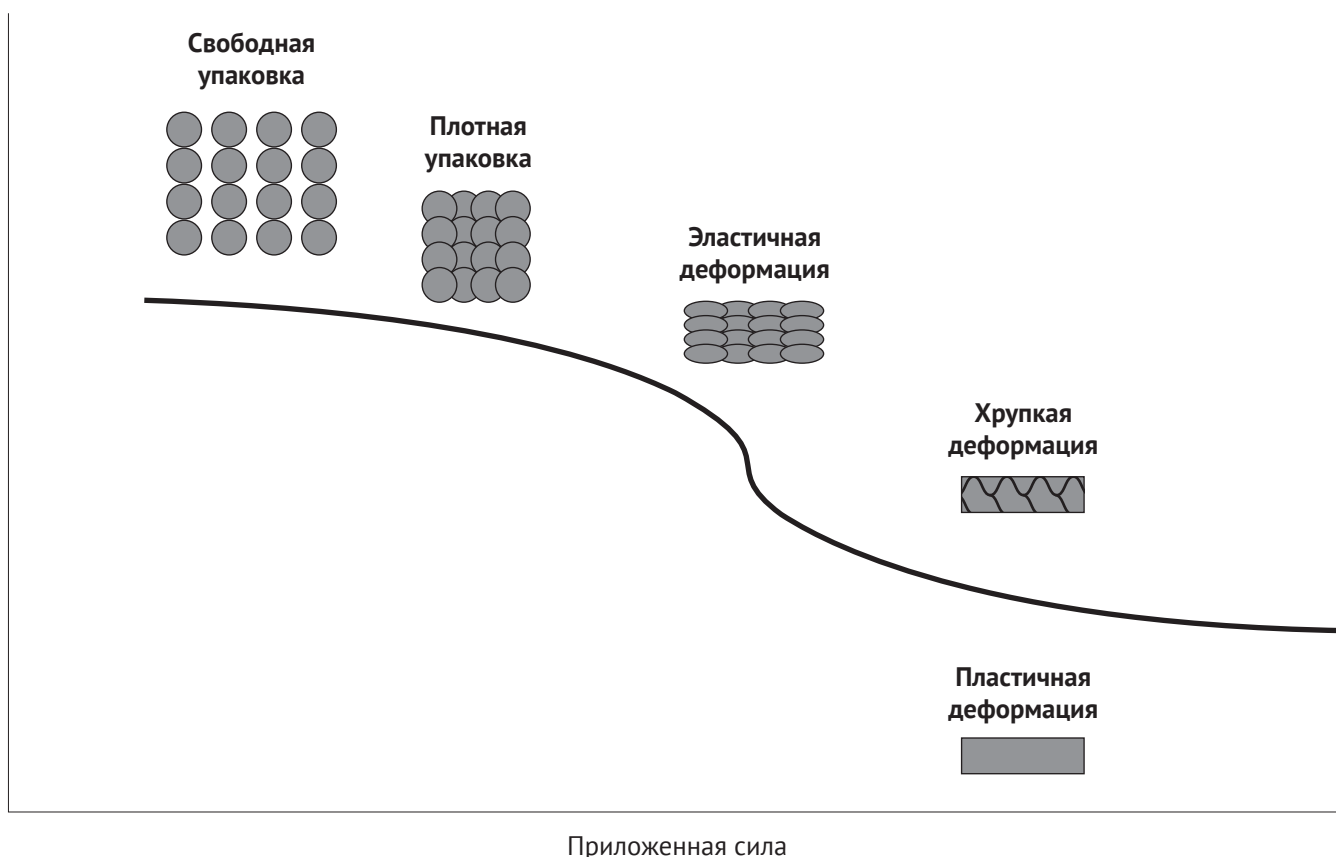 Свободная
упаковка
Плотная
упаковка
Эластичная
деформация
Хрупкая
деформация
Пластичная
деформация
Приложенная сила